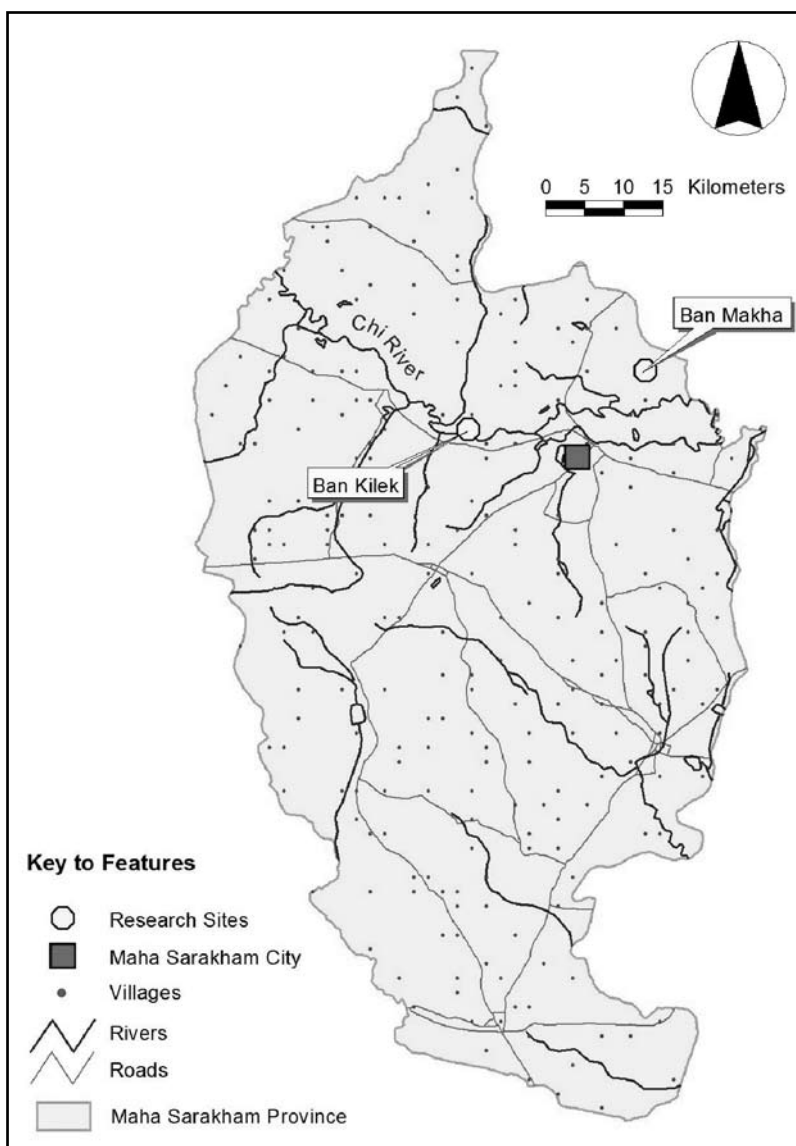 0 5 10 15 Kilometers
Ban Makha
Chi River
Ban Kilek
Key to Features
Research Sites
Maha Sarakham City
Villages
Rivers
Roads
Maha Sarakham Province